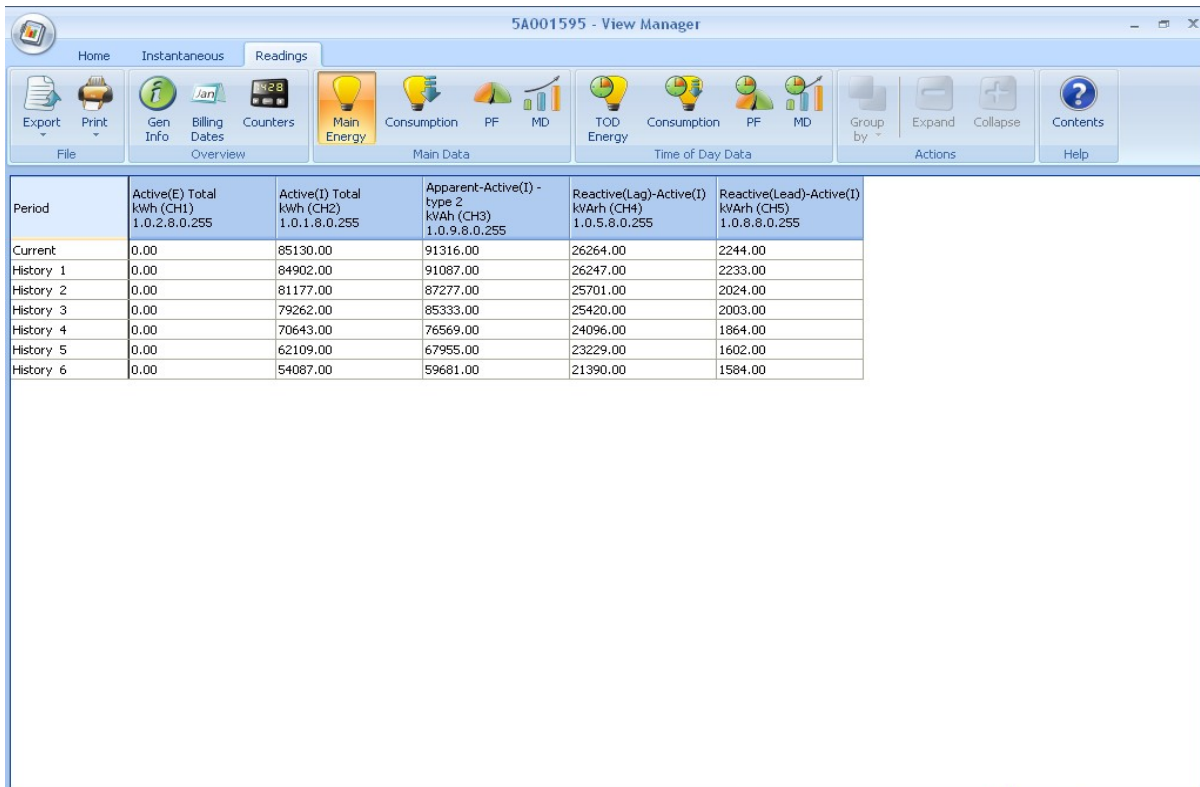 5A001595 - View Manager
Home Instantaneous Readings
Export Print Gen Info Billing Dates Counters Main Energy Consumption PF MD TOD Energy Consumption PF MD Group by Expand Collapse Contents
File Overview Main Data Time of Day Data Actions Help
Period
Active(E) Total
kWh (CH1)
1.0.2.8.0.255
Active(I) Total
kWh (CH2)
1.0.1.8.0.255
Apparent-Active(I) -
type 2
kVAh (CH3)
1.0.9.8.0.255
Reactive(Lag)-Active(I)
kVArh (CH4)
1.0.5.8.0.255
Reactive(Lead)-Active(I)
kVArh (CH5)
1.0.8.8.0.255
Current 0.00 85130.00 91316.00 26264.00 2244.00
History 1 0.00 84902.00 91087.00 26247.00 2233.00
History 2 0.00 81177.00 87277.00 25701.00 2024.00
History 3 0.00 79262.00 85333.00 25420.00 2003.00
History 4 0.00 70643.00 76569.00 24096.00 1864.00
History 5 0.00 62109.00 67955.00 23229.00 1602.00
History 6 0.00 54087.00 59681.00 21390.00 1584.00